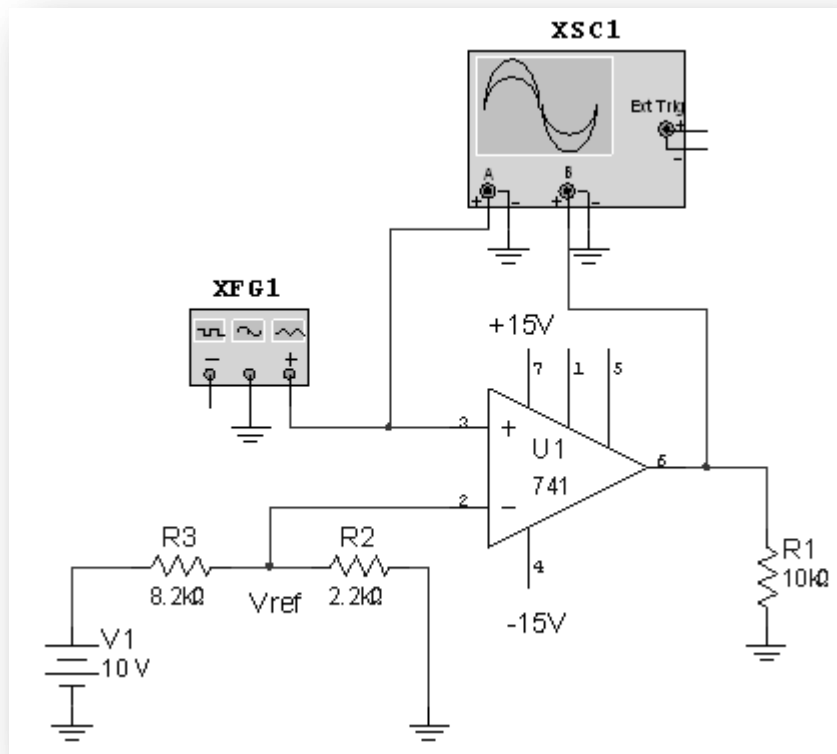 XSC1
Ext Trig
+
-
A
B
+ - + -
XFG1
- +
+15V
7 1 5
3 +
U1
741
6
2 -
4
-15V
R3
8.2kΩ
R2
2.2kΩ
Vref
R1
10kΩ
V1
10 V